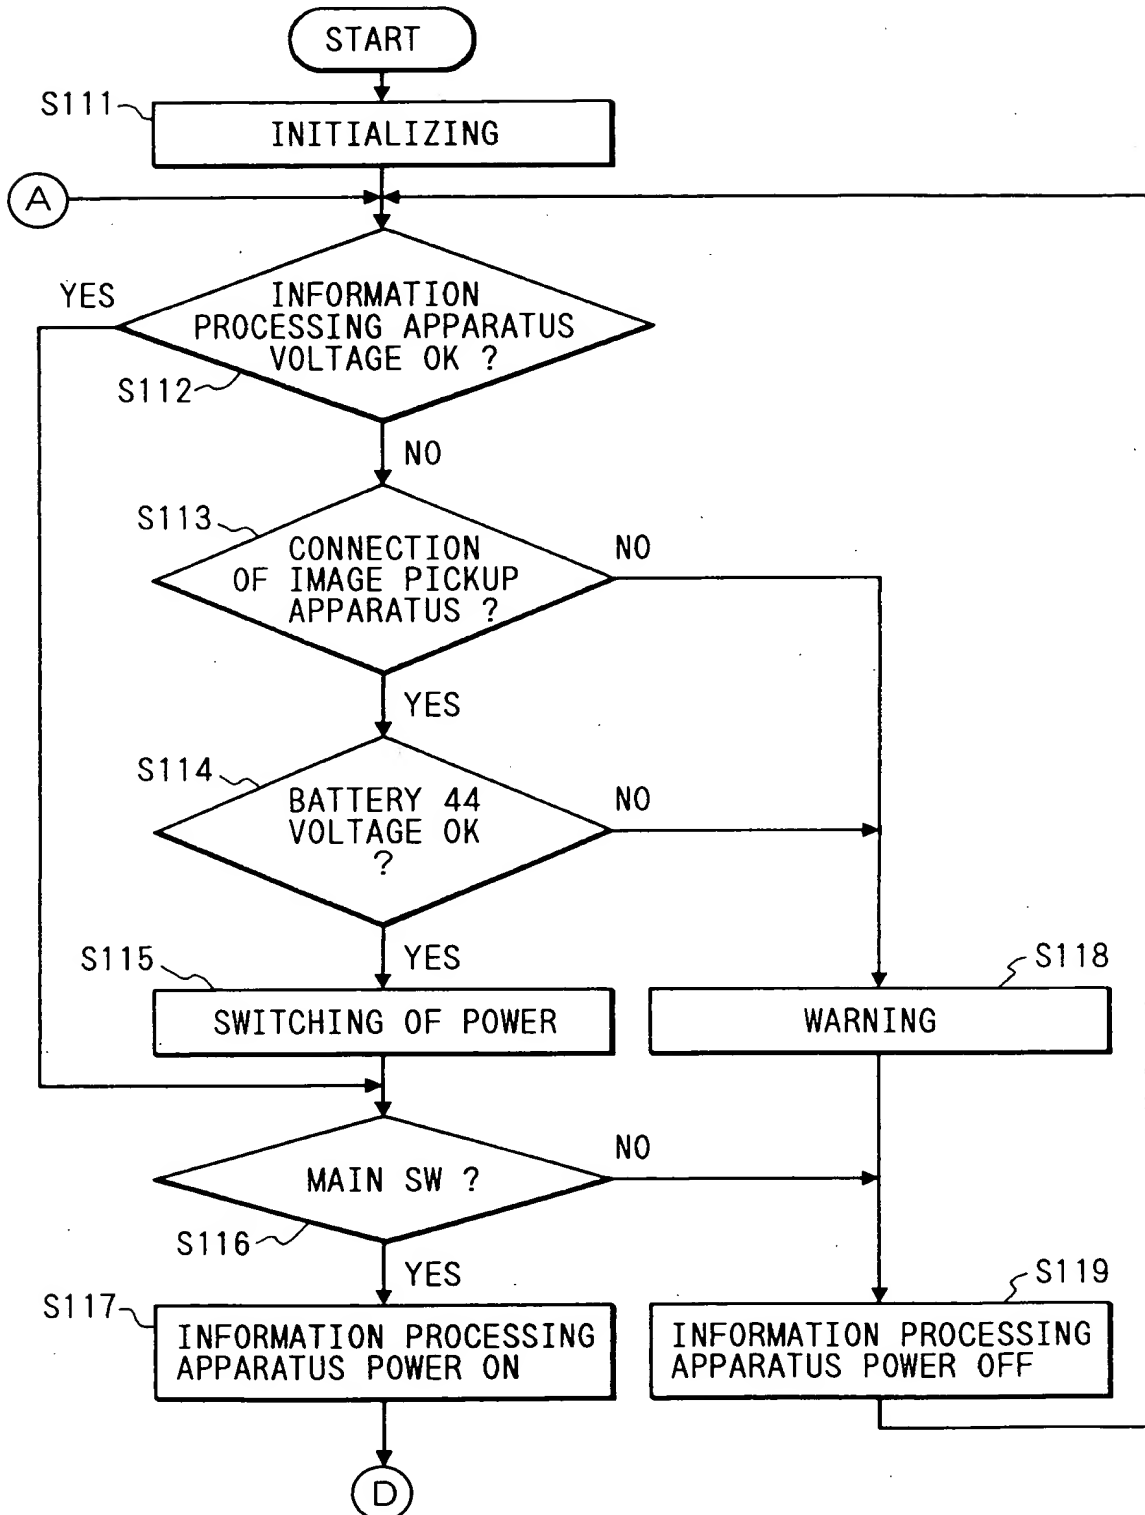 START
S111
INITIALIZING
A
YES
INFORMATION
PROCESSING APPARATUS
VOLTAGE OK ?
S112
NO
S113
CONNECTION
OF IMAGE PICKUP
APPARATUS ?
NO
YES
S114
BATTERY 44
VOLTAGE OK
?
NO
YES
S115
SWITCHING OF POWER
S118
WARNING
MAIN SW ?
NO
S116
YES
S117
INFORMATION PROCESSING
APPARATUS POWER ON
S119
INFORMATION PROCESSING
APPARATUS POWER OFF
D